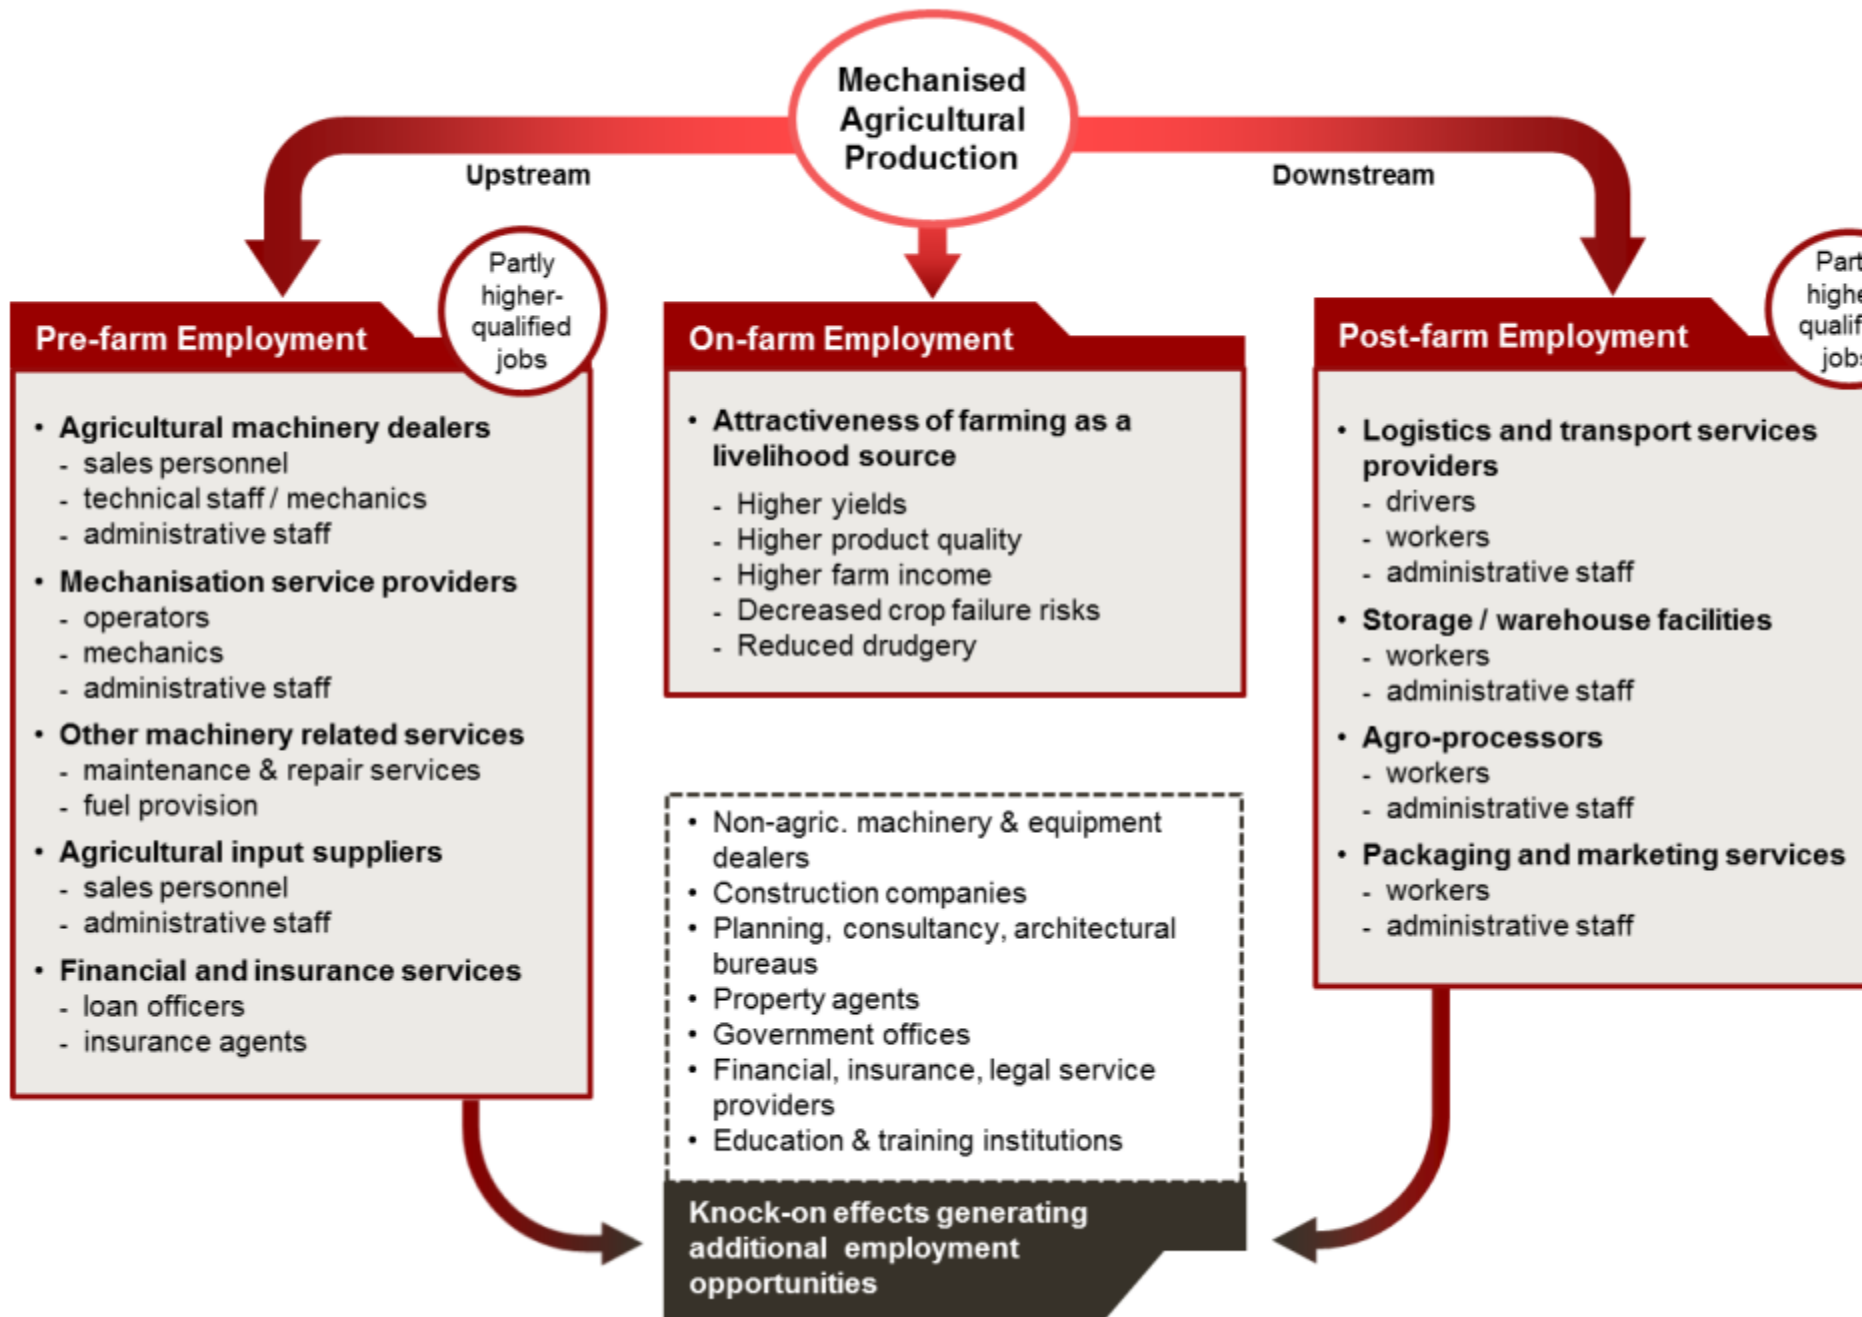 Mechanised
Agricultural
Production
Upstream
Downstream
Partly
higher-
qualified
jobs
Pre-farm Employment
• Agricultural machinery dealers
- sales personnel
- technical staff / mechanics
- administrative staff
• Mechanisation service providers
- operators
- mechanics
- administrative staff
• Other machinery related services
- maintenance & repair services
- fuel provision
• Agricultural input suppliers
- sales personnel
- administrative staff
• Financial and insurance services
- loan officers
- insurance agents
On-farm Employment
• Attractiveness of farming as a
livelihood source
- Higher yields
- Higher product quality
- Higher farm income
- Decreased crop failure risks
- Reduced drudgery
Post-farm Employment
• Logistics and transport services
providers
- drivers
- workers
- administrative staff
• Storage / warehouse facilities
- workers
- administrative staff
• Agro-processors
- workers
- administrative staff
• Packaging and marketing services
- workers
- administrative staff
• Non-agric. machinery & equipment
dealers
• Construction companies
• Planning, consultancy, architectural
bureaus
• Property agents
• Government offices
• Financial, insurance, legal service
providers
• Education & training institutions
Knock-on effects generating
additional employment
opportunities